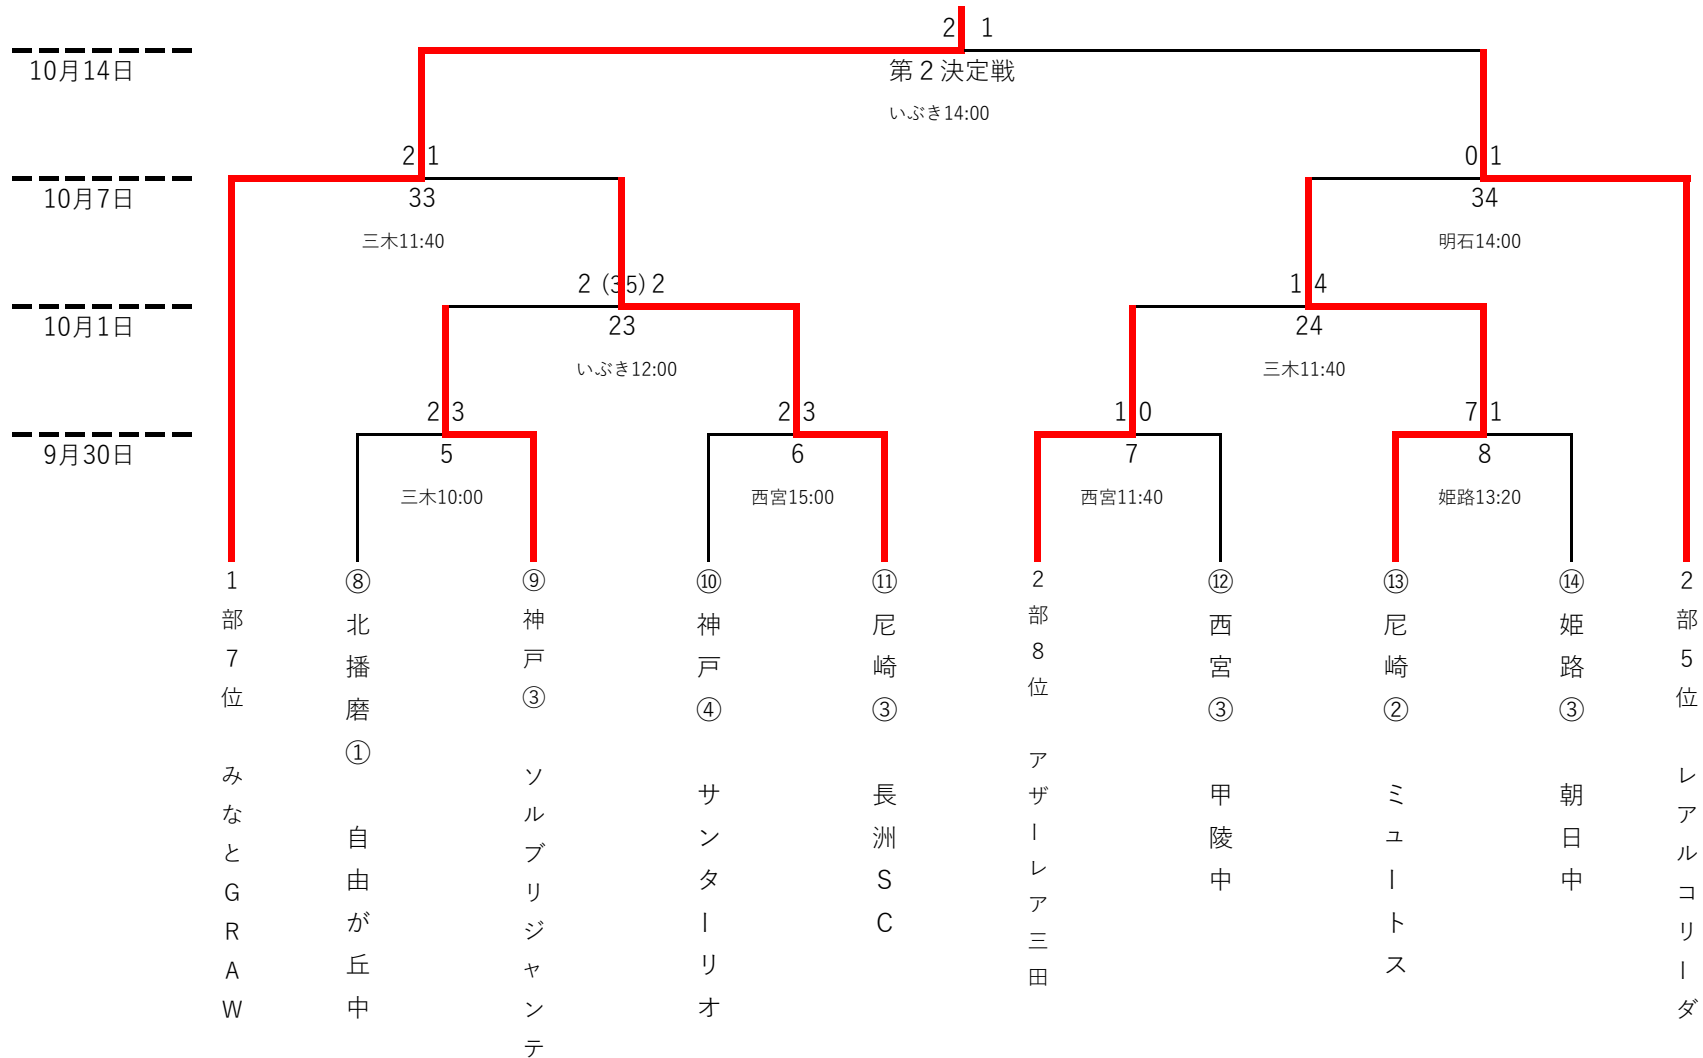 2 1
10月14日
第2決定戦
いぶき14:00
2 1
0 1
10月7日
33
34
三木11:40
明石14:00
2 (35) 2
1 4
10月1日
23
24
いぶき12:00
三木11:40
2 3
2 3
1 0
7 1
9月30日
5
6
7
8
三木10:00
西宮15:00
西宮11:40
姫路13:20
1部7位 みなとGRAW
⑧北播磨① 自由が丘中
⑨神戸③ ソルブリジャンテ
⑩神戸④ サンターリオ
⑪尼崎③ 長洲SC
2部8位 アザーレア三田
⑫西宮③ 甲陵中
⑬尼崎② ミュートス
⑭姫路③ 朝日中
2部5位 レアルコリーダ